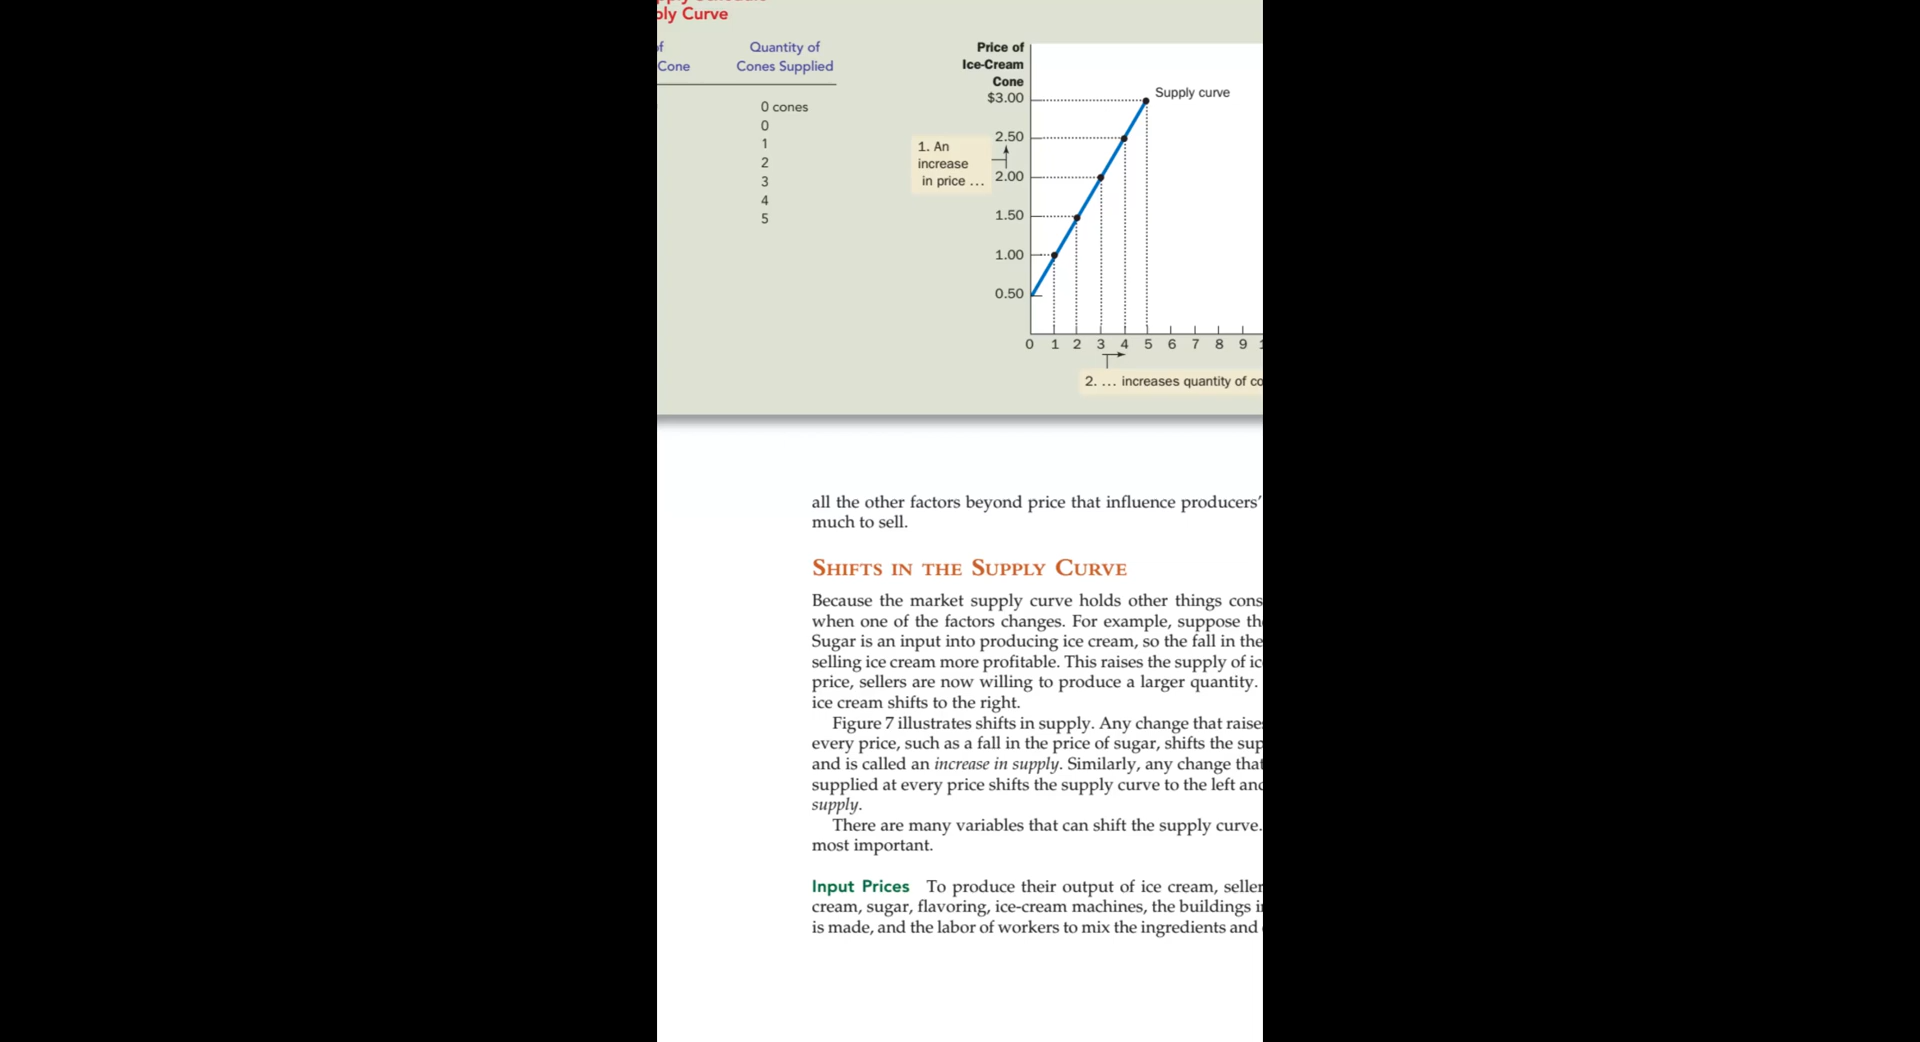 ply Curve
of
Cone
Quantity of
Cones Supplied
0 cones
0
1
2
3
4
5
Price of
Ice-Cream
Cone
$3.00
2.50
2.00
1.50
1.00
0.50
Supply curve
1. An
increase
in price …
0 1 2 3 4 5 6 7 8 9
2. … increases quantity of co
all the other factors beyond price that influence producers’
much to sell.
SHIFTS IN THE SUPPLY CURVE
Because the market supply curve holds other things cons
when one of the factors changes. For example, suppose th
Sugar is an input into producing ice cream, so the fall in the
selling ice cream more profitable. This raises the supply of ic
price, sellers are now willing to produce a larger quantity.
ice cream shifts to the right.
Figure 7 illustrates shifts in supply. Any change that raise
every price, such as a fall in the price of sugar, shifts the sup
and is called an increase in supply. Similarly, any change that
supplied at every price shifts the supply curve to the left and
supply.
There are many variables that can shift the supply curve.
most important.
Input Prices To produce their output of ice cream, seller
cream, sugar, flavoring, ice-cream machines, the buildings i
is made, and the labor of workers to mix the ingredients and